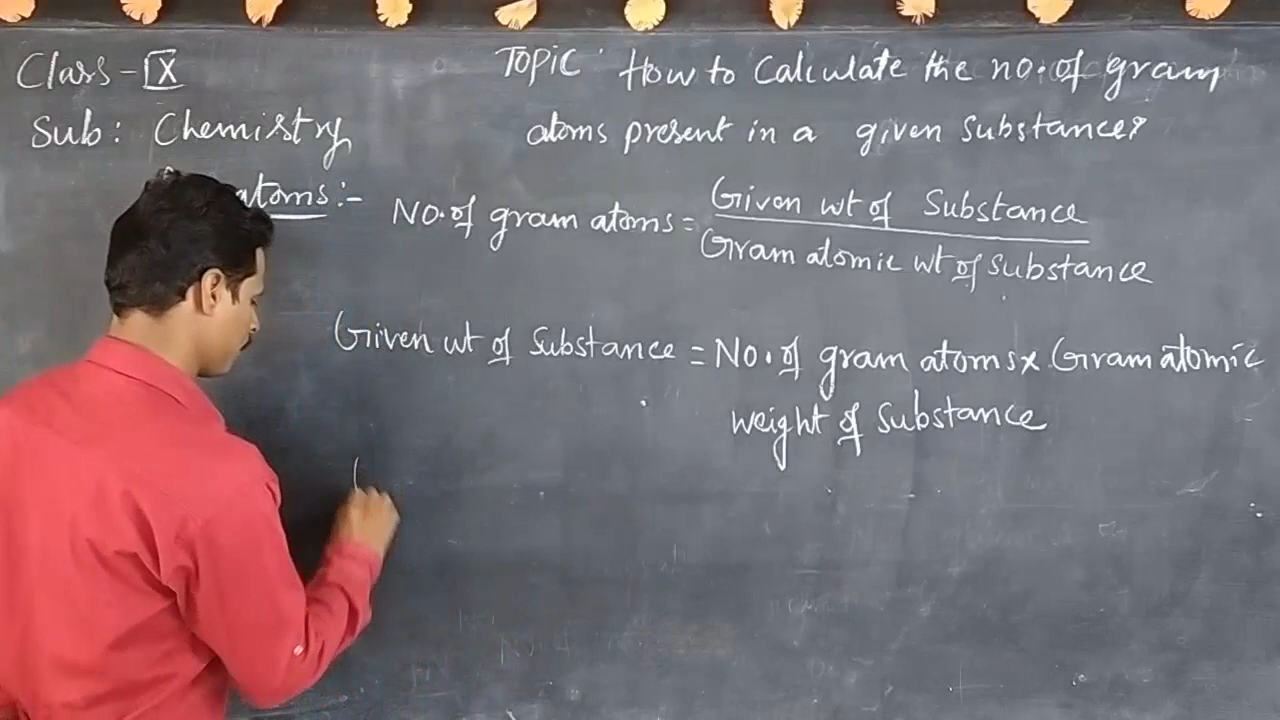 Class - IX
Sub: Chemistry
TOPIC: How to Calculate the no. of gram
atoms present in a given substance?
atoms:-
No. of gram atoms = Given wt of Substance
Gram atomic wt of substance
Given wt of substance = No. of gram atoms x Gram atomic
weight of substance